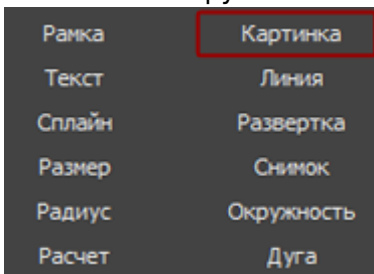 Рамка Картинка
Текст Линия
Сплайн Развертка
Размер Снимок
Радиус Окружность
Расчет Дуга